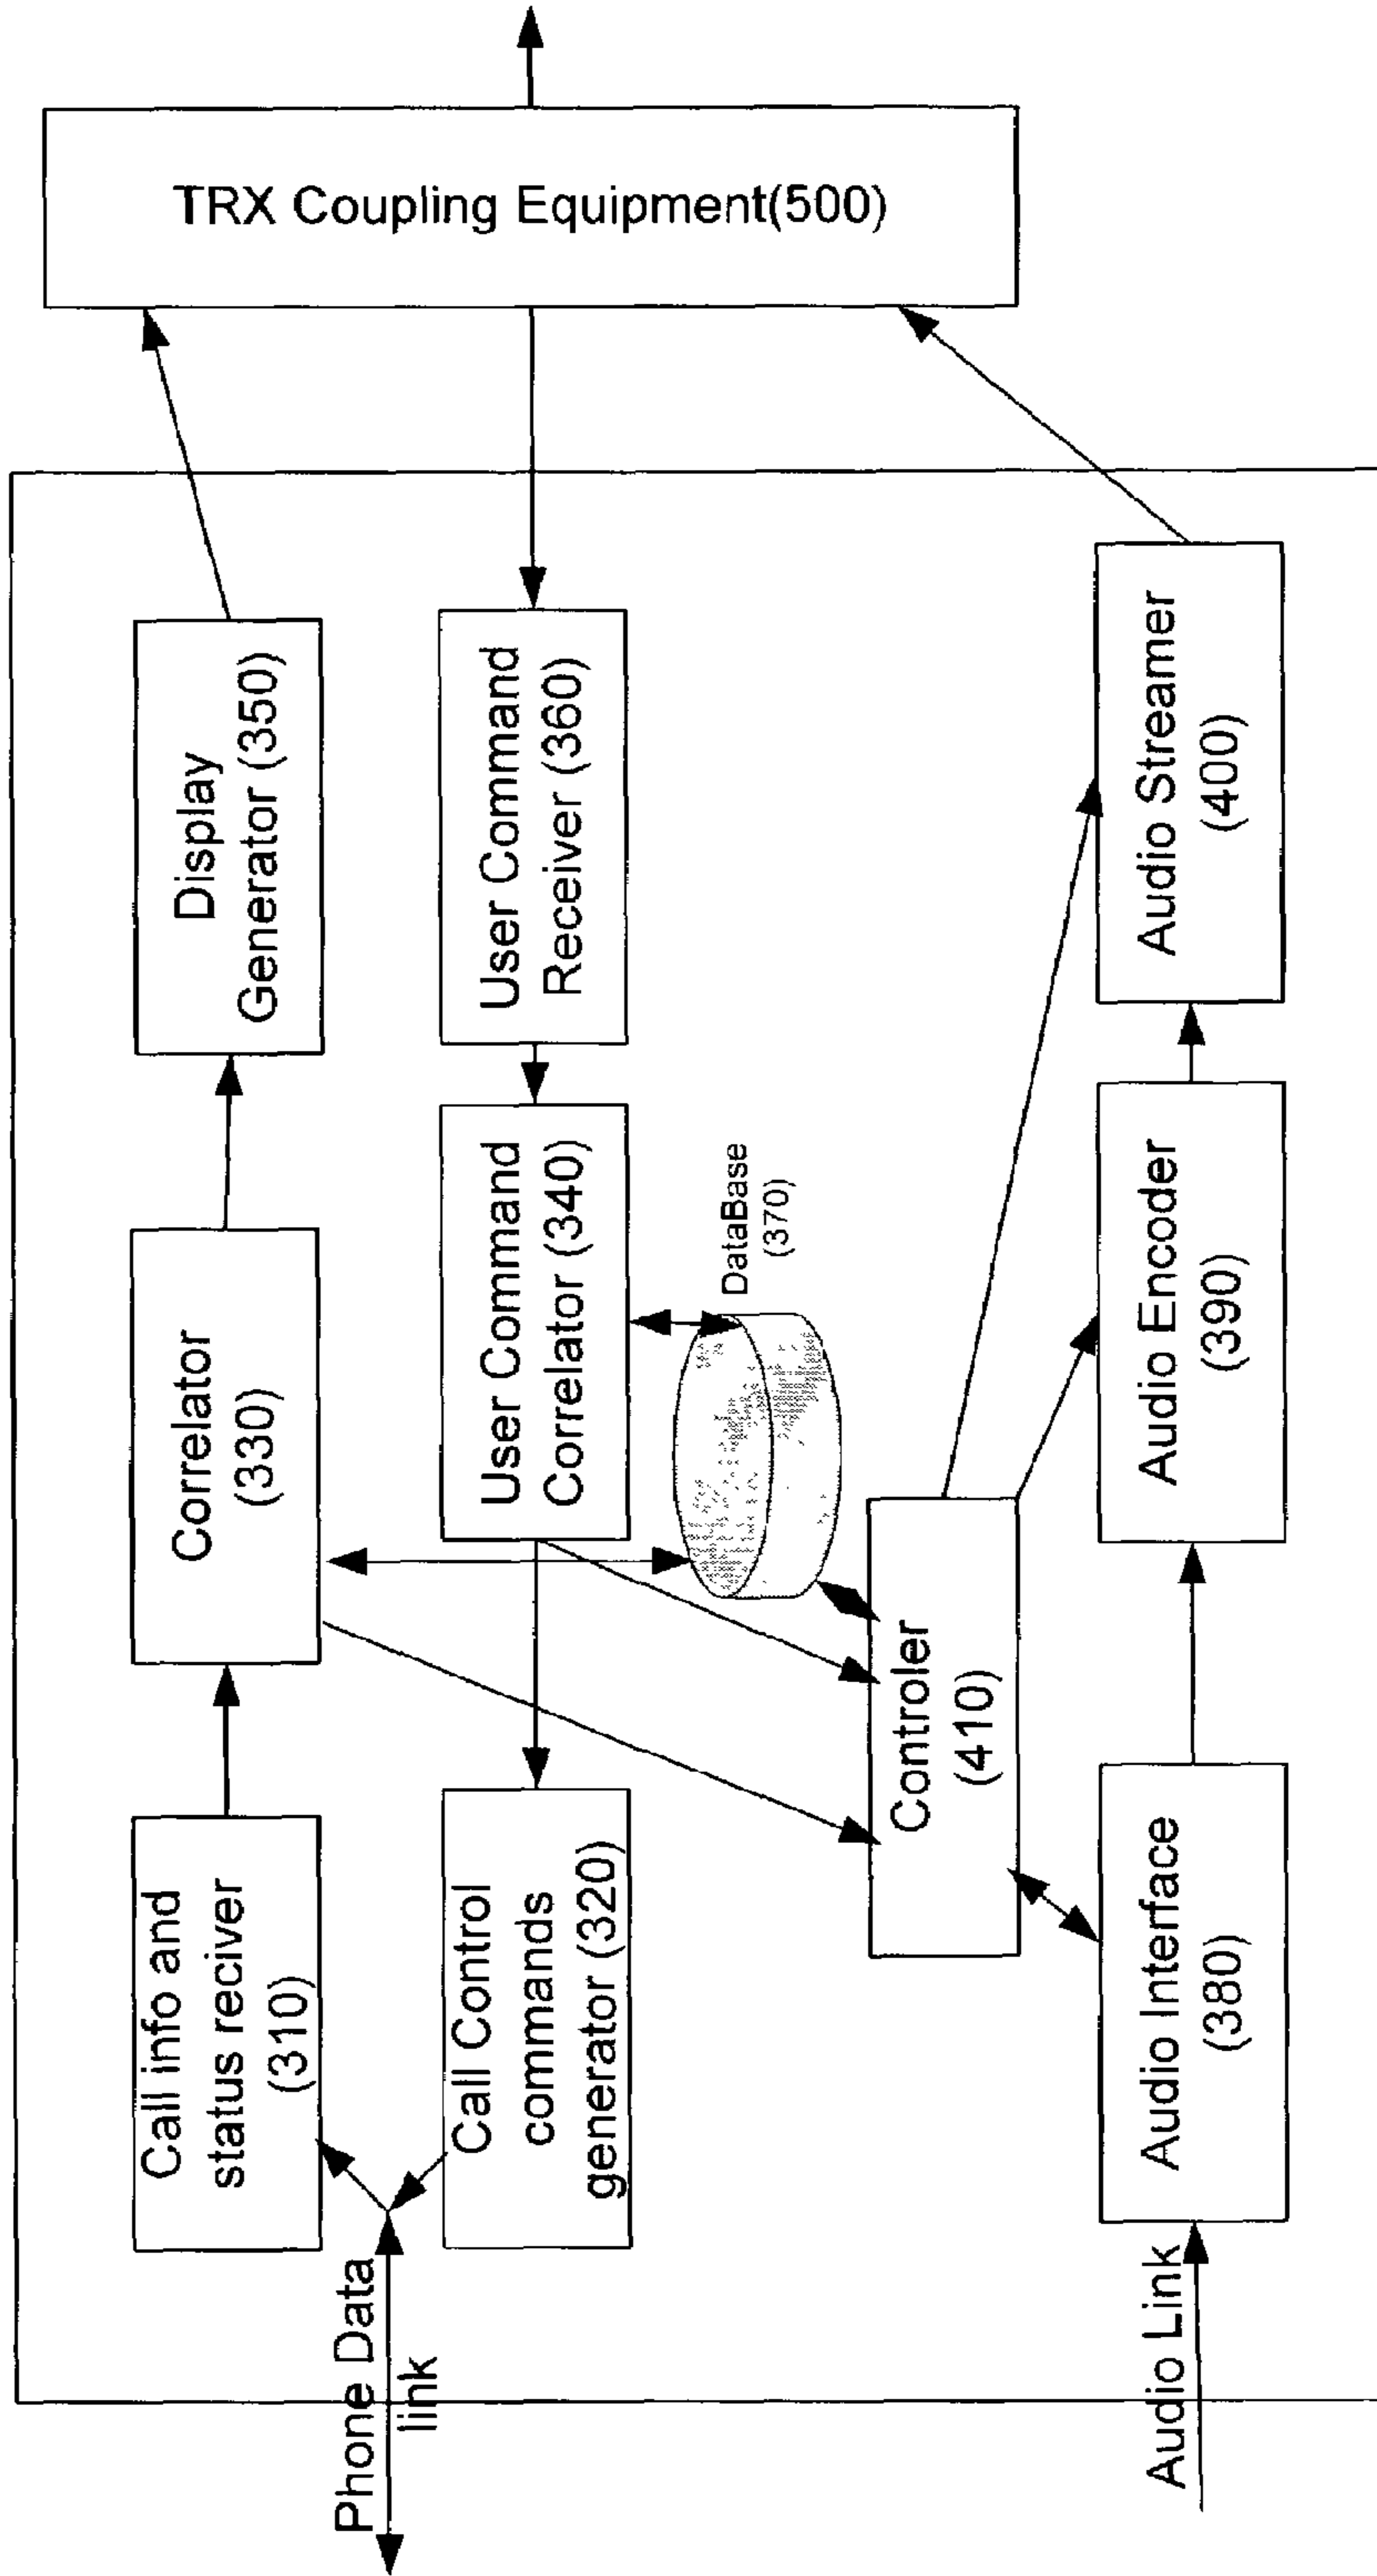 Phone Data
link
Call info and
status reciver
(310)
Correlator
(330)
Display
Generator (350)
TRX Coupling Equipment(500)
Call Control
commands
generator (320)
User Command
Correlator (340)
User Command
Receiver (360)
DataBase
(370)
Controler
(410)
Audio Link
Audio Interface
(380)
Audio Encoder
(390)
Audio Streamer
(400)